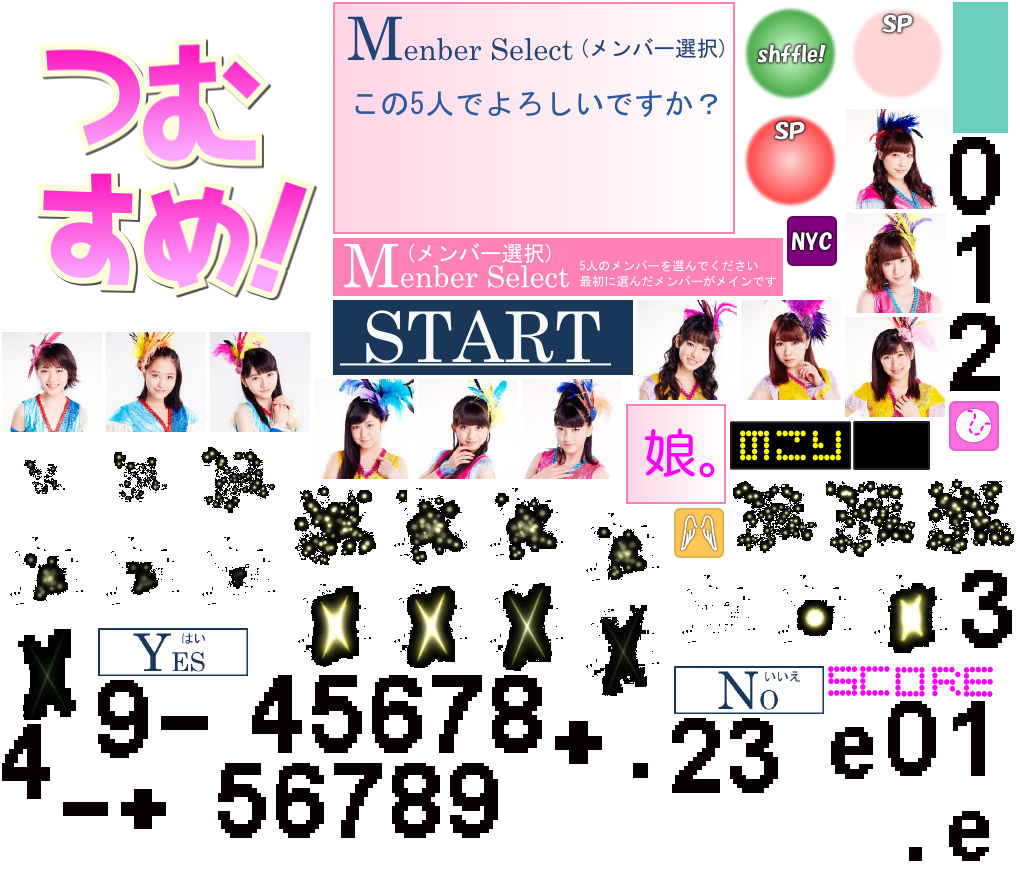 つむ
すめ!
Menber Select (メンバー選択)
この5人でよろしいですか?
shffle!
SP
SP
NYC
(メンバー選択)
Menber Select
5人のメンバーを選んでください
最初に選んだメンバーがメインです
START
0
1
2
娘。
のこり
3
はい
YES
いいえ
No
SCORE
9- 45678
4
+ . 23 e01
-+ 56789
. e